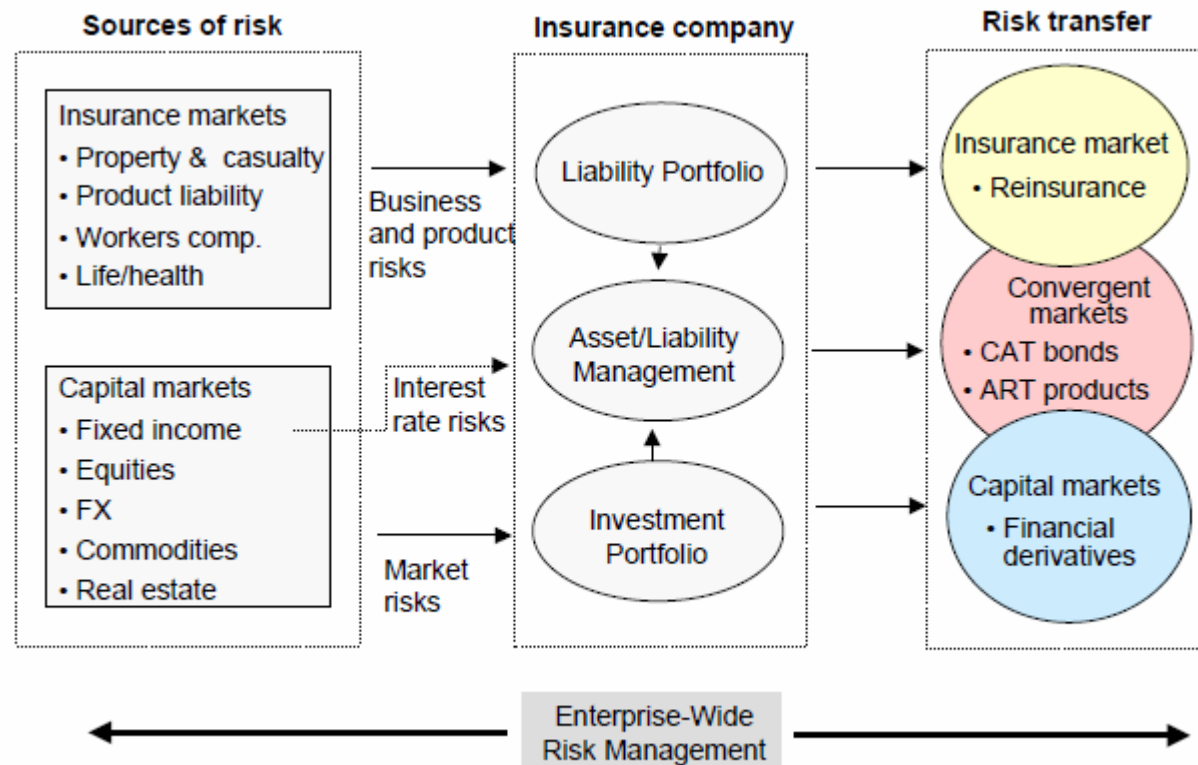 Sources of risk
Insurance markets
• Property & casualty
• Product liability
• Workers comp.
• Life/health
Capital markets
• Fixed income
• Equities
• FX
• Commodities
• Real estate
Business
and product
risks
Interest
rate risks
Market
risks
Insurance company
Liability Portfolio
Asset/Liability
Management
Investment
Portfolio
Risk transfer
Insurance market
• Reinsurance
Convergent
markets
• CAT bonds
• ART products
Capital markets
• Financial
derivatives
Enterprise-Wide
Risk Management